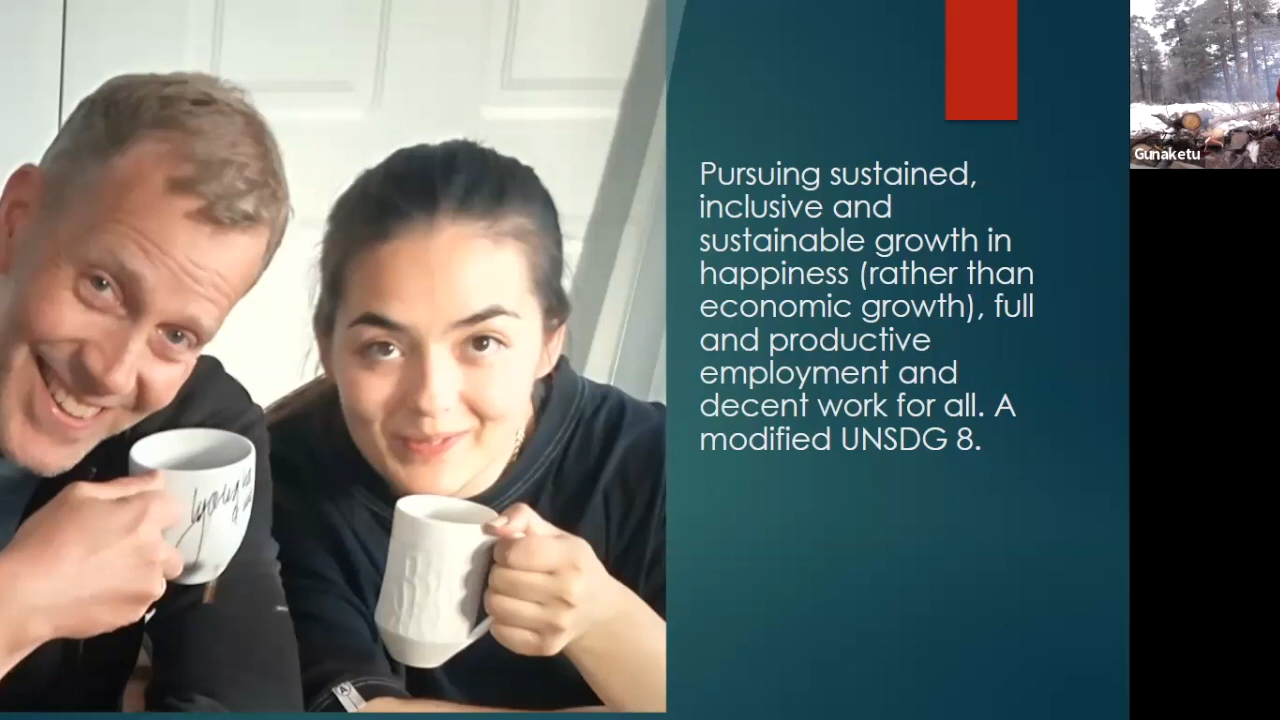 Pursuing sustained,
inclusive and
sustainable growth in
happiness (rather than
economic growth), full
and productive
employment and
decent work for all. A
modified UNSDG 8.
Gunaketu